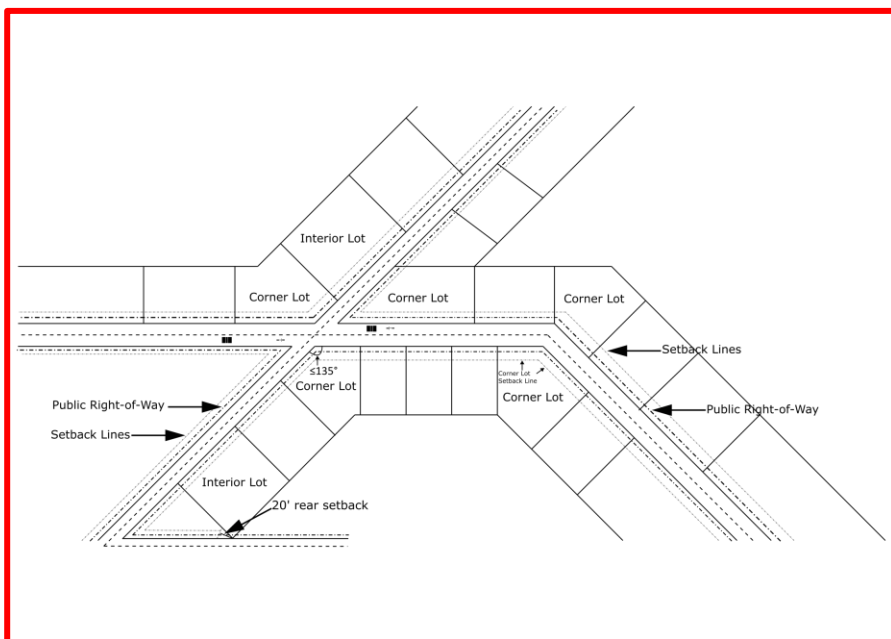 Interior Lot
Corner Lot
Corner Lot
Corner Lot
Setback Lines
≤135°
Corner Lot
Corner Lot
Setback Line
Corner Lot
Public Right-of-Way
Public Right-of-Way
Setback Lines
Interior Lot
20' rear setback